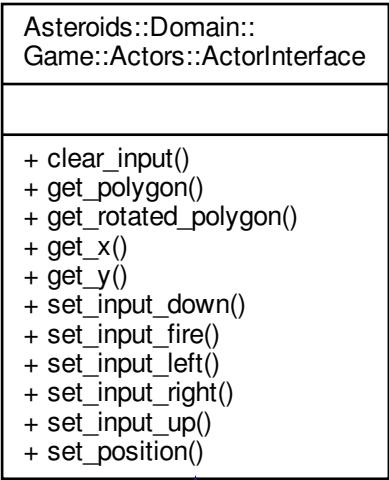 Asteroids::Domain::
Game::Actors::ActorInterface
+ clear_input()
+ get_polygon()
+ get_rotated_polygon()
+ get_x()
+ get_y()
+ set_input_down()
+ set_input_fire()
+ set_input_left()
+ set_input_right()
+ set_input_up()
+ set_position()